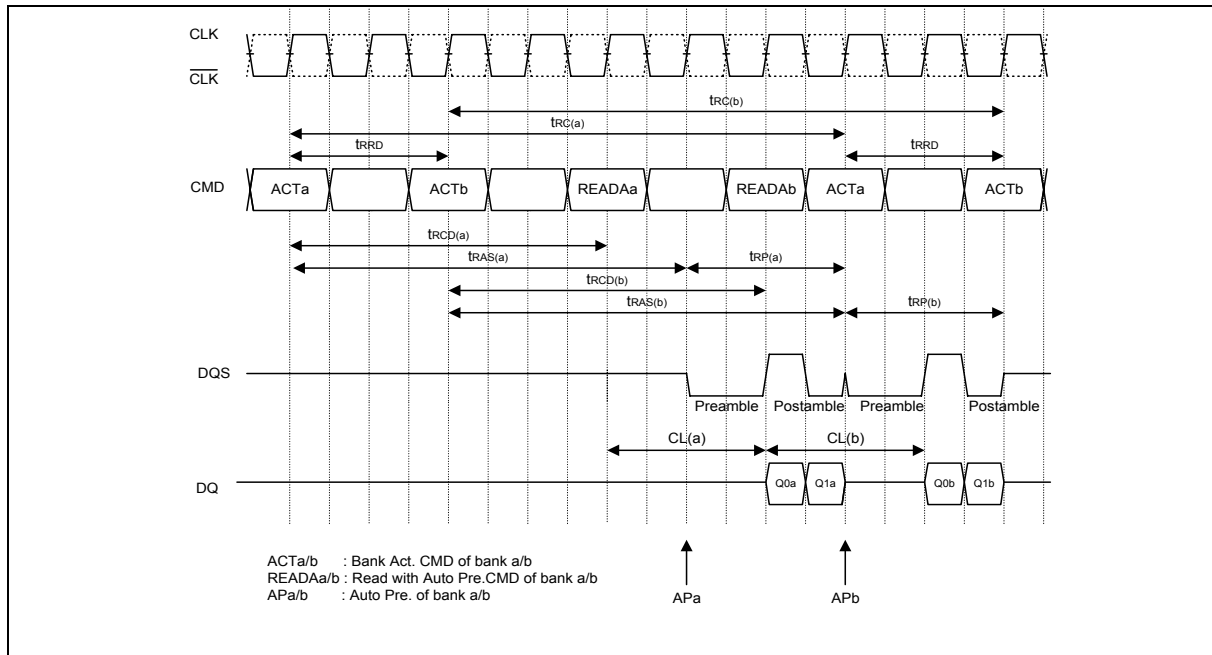 CLK
CLK
tRC(b)
tRC(a)
tRRD tRRD
CMD ACTa ACTb READAa READAb ACTa ACTb
tRCD(a)
tRAS(a) tRP(a)
tRCD(b)
tRAS(b) tRP(b)
DQS
Preamble Postamble Preamble Postamble
CL(a) CL(b)
DQ Q0a Q1a Q0b Q1b
ACTa/b : Bank Act. CMD of bank a/b
READAa/b : Read with Auto Pre.CMD of bank a/b
APa/b : Auto Pre. of bank a/b
APa APb